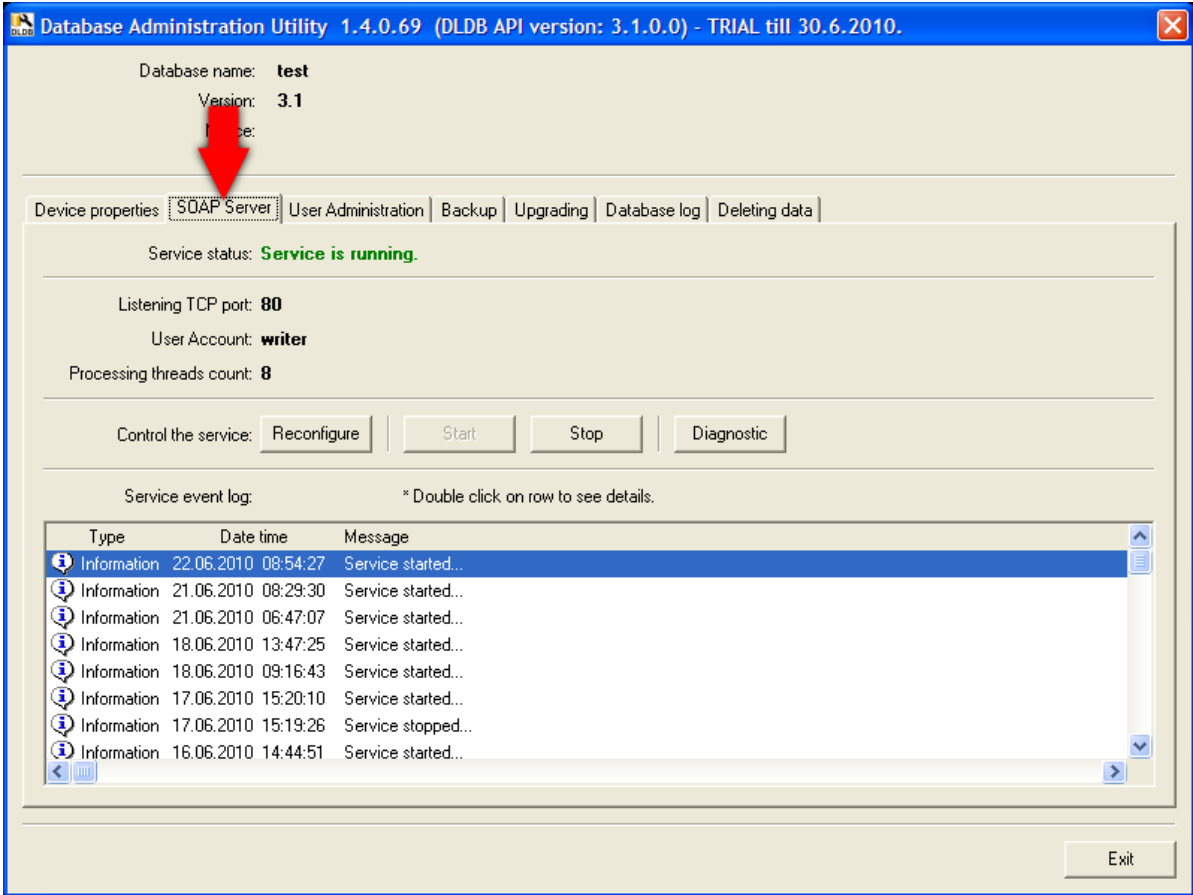 DLDB Database Administration Utility 1.4.0.69 (DLDB API version: 3.1.0.0) - TRIAL till 30.6.2010.
Database name: test
Version: 3.1
Device properties SOAP Server User Administration Backup Upgrading Database log Deleting data
Service status: Service is running.
Listening TCP port: 80
User Account: writer
Processing threads count: 8
Control the service: Reconfigure Start Stop Diagnostic
Service event log: * Double click on row to see details.
Type Date time Message
Information 22.06.2010 08:54:27 Service started...
Information 21.06.2010 08:29:30 Service started...
Information 21.06.2010 06:47:07 Service started...
Information 18.06.2010 13:47:25 Service started...
Information 18.06.2010 09:16:43 Service started...
Information 17.06.2010 15:20:10 Service started...
Information 17.06.2010 15:19:26 Service stopped...
Information 16.06.2010 14:44:51 Service started...
Exit